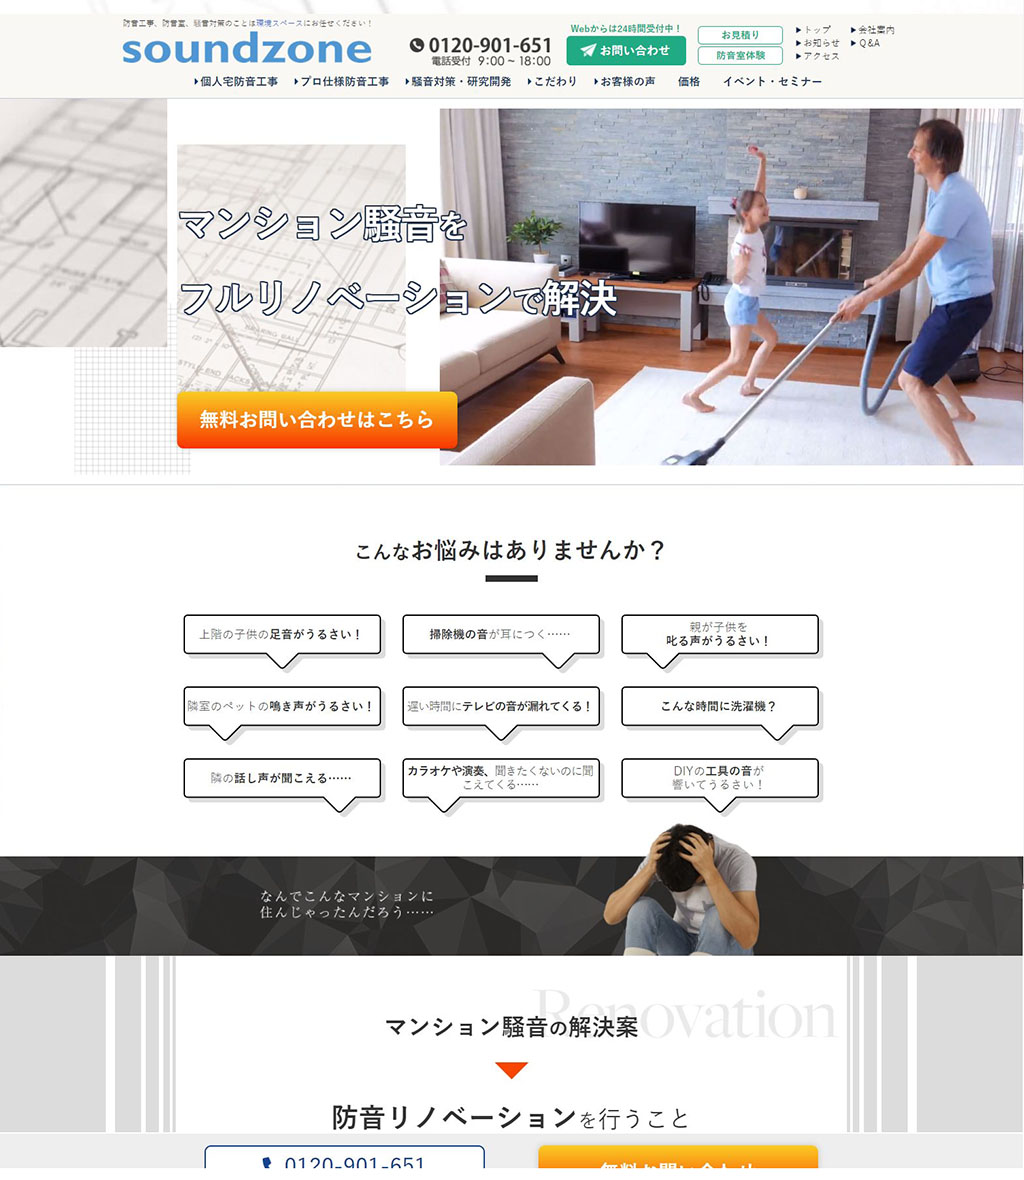 防音工事、防音室、騒音対策のことは環境スペースにお任せください！
soundzone
0120-901-651
電話受付 9:00～18:00
Webからは24時間受付中！
お問い合わせ
お見積り
防音室体験
トップ
会社案内
お知らせ
Q&A
アクセス
個人宅防音工事 プロ仕様防音工事 騒音対策・研究開発 こだわり お客様の声 価格 イベント・セミナー
マンション騒音を
フルリノベーションで解決
無料お問い合わせはこちら
こんなお悩みはありませんか？
上階の子供の足音がうるさい！
掃除機の音が耳につく……
親が子供を
叱る声がうるさい！
隣室のペットの鳴き声がうるさい！
遅い時間にテレビの音が漏れてくる！
こんな時間に洗濯機？
隣の話し声が聞こえる……
カラオケや演奏、聞きたくないのに聞
こえてくる……
DIYの工具の音が
響いてうるさい！
なんでこんなマンションに
住んじゃったんだろう……
Renovation
マンション騒音の解決案
防音リノベーションを行うこと
0120-901-651
無料お問い合わせ